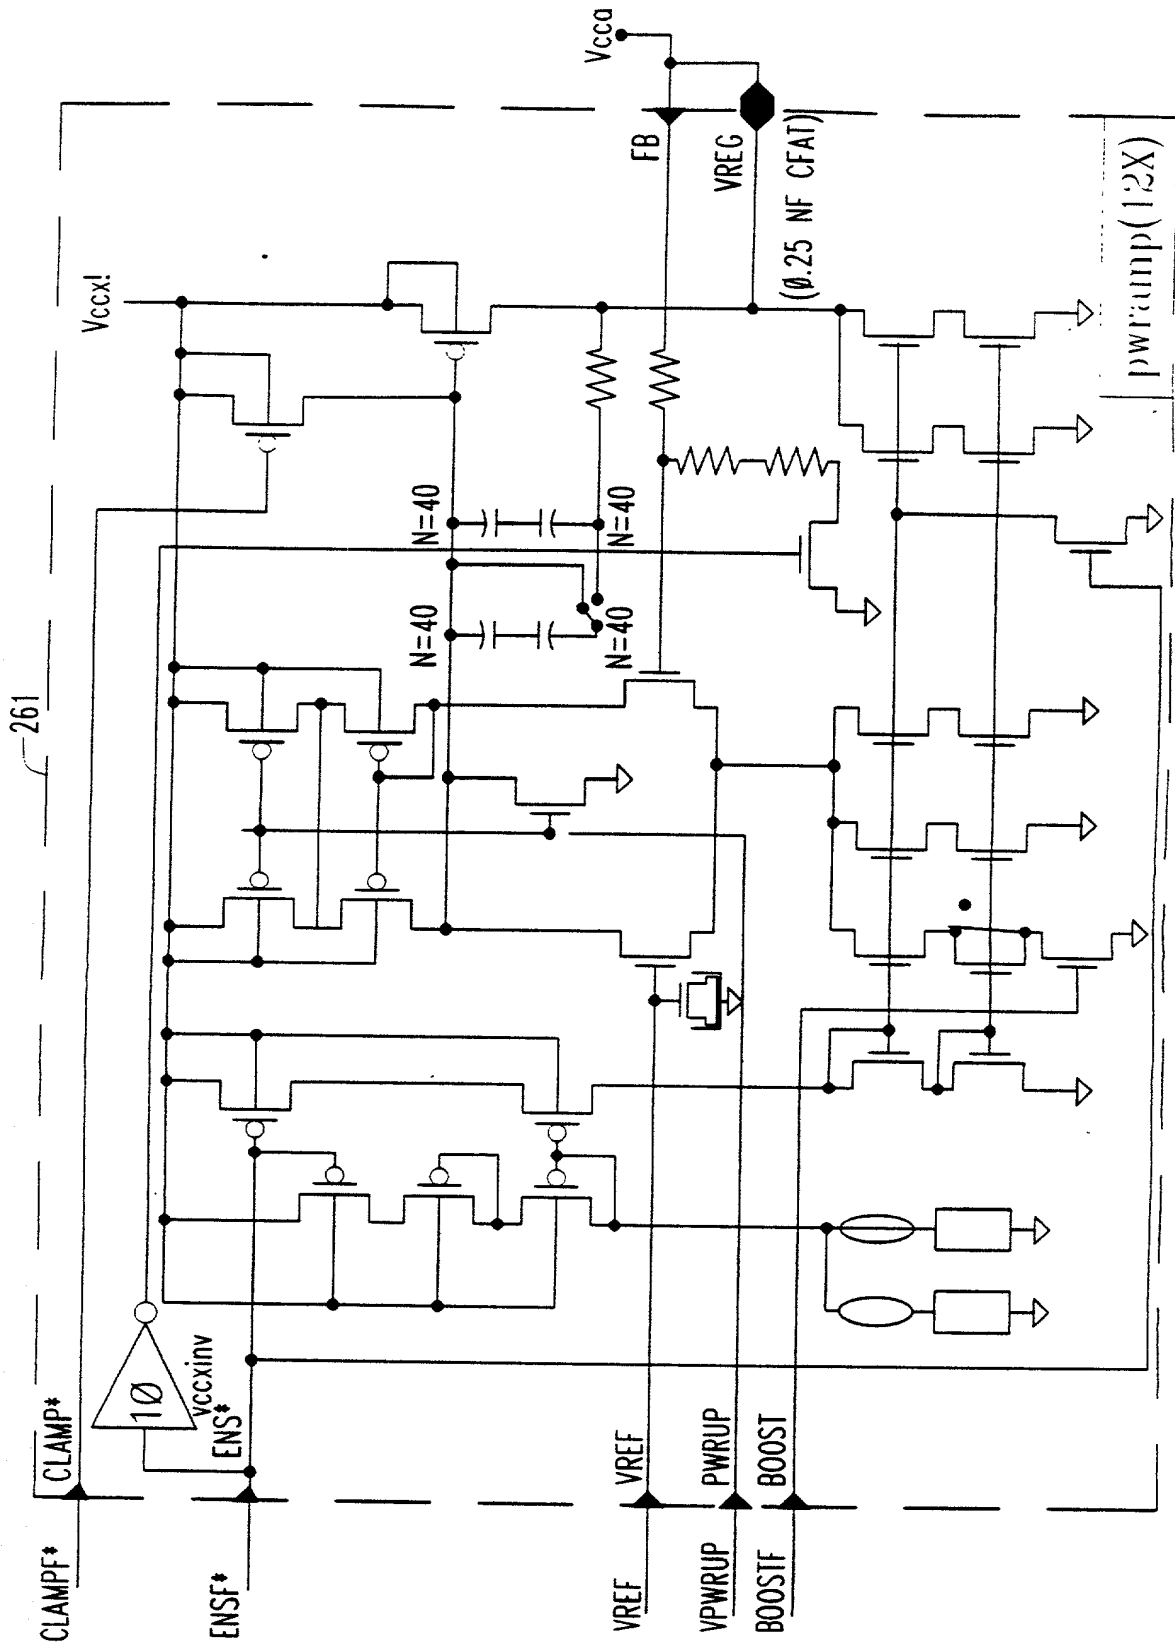 261
Vccx!
Vcca
CLAMPF*
CLAMP*
10
vccxinv
ENSF*
ENS*
VREF
VREF
VPWRUP
PWRUP
BOOSTF
BOOST
N=40
N=40
N=40
N=40
FB
VREG
(0.25 NF CFAT)
pwramp(12X)